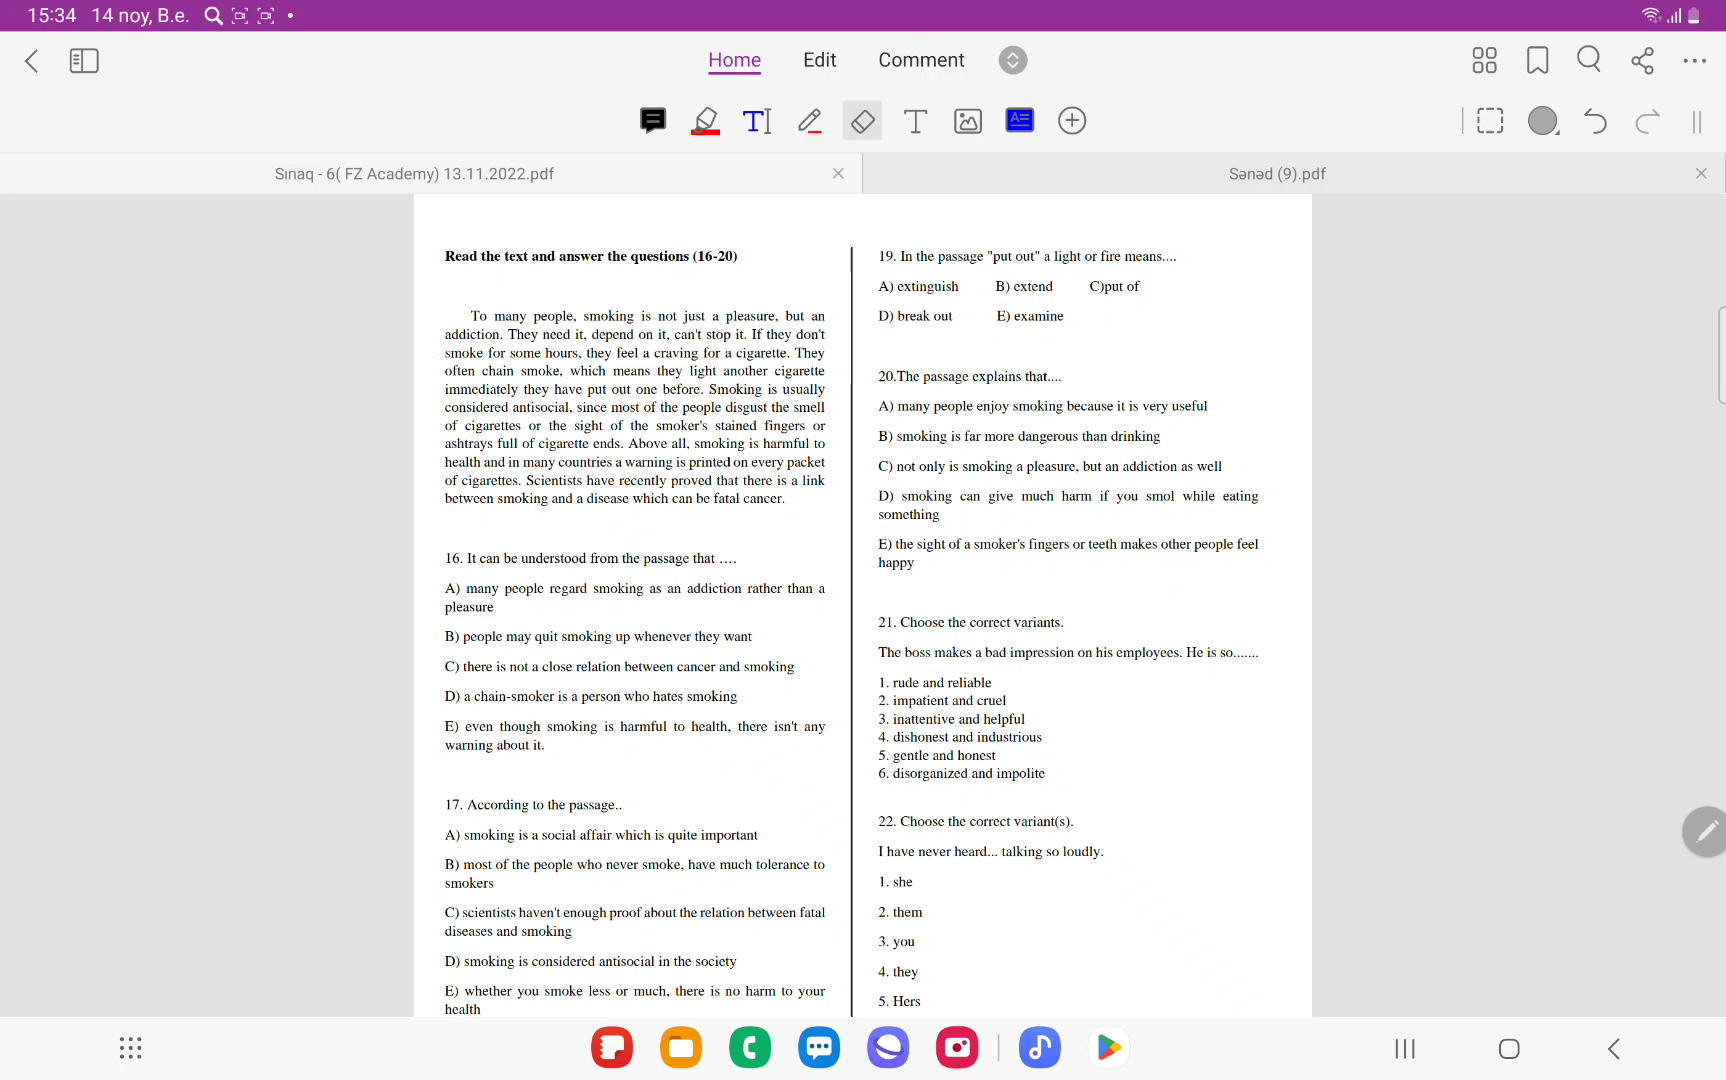 15:34 14 noy, B.e.
Home Edit Comment
Sınaq - 6( FZ Academy) 13.11.2022.pdf
Sənəd (9).pdf
Read the text and answer the questions (16-20)
To many people, smoking is not just a pleasure, but an
addiction. They need it, depend on it, can't stop it. If they don't
smoke for some hours, they feel a craving for a cigarette. They
often chain smoke, which means they light another cigarette
immediately they have put out one before. Smoking is usually
considered antisocial, since most of the people disgust the smell
of cigarettes or the sight of the smoker's stained fingers or
ashtrays full of cigarette ends. Above all, smoking is harmful to
health and in many countries a warning is printed on every packet
of cigarettes. Scientists have recently proved that there is a link
between smoking and a disease which can be fatal cancer.
16. It can be understood from the passage that ....
A) many people regard smoking as an addiction rather than a
pleasure
B) people may quit smoking up whenever they want
C) there is not a close relation between cancer and smoking
D) a chain-smoker is a person who hates smoking
E) even though smoking is harmful to health, there isn't any
warning about it.
17. According to the passage..
A) smoking is a social affair which is quite important
B) most of the people who never smoke, have much tolerance to
smokers
C) scientists haven't enough proof about the relation between fatal
diseases and smoking
D) smoking is considered antisocial in the society
E) whether you smoke less or much, there is no harm to your
health
19. In the passage "put out" a light or fire means....
A) extinguish B) extend C)put of
D) break out E) examine
20.The passage explains that....
A) many people enjoy smoking because it is very useful
B) smoking is far more dangerous than drinking
C) not only is smoking a pleasure, but an addiction as well
D) smoking can give much harm if you smol while eating
something
E) the sight of a smoker's fingers or teeth makes other people feel
happy
21. Choose the correct variants.
The boss makes a bad impression on his employees. He is so.......
1. rude and reliable
2. impatient and cruel
3. inattentive and helpful
4. dishonest and industrious
5. gentle and honest
6. disorganized and impolite
22. Choose the correct variant(s).
I have never heard... talking so loudly.
1. she
2. them
3. you
4. they
5. Hers